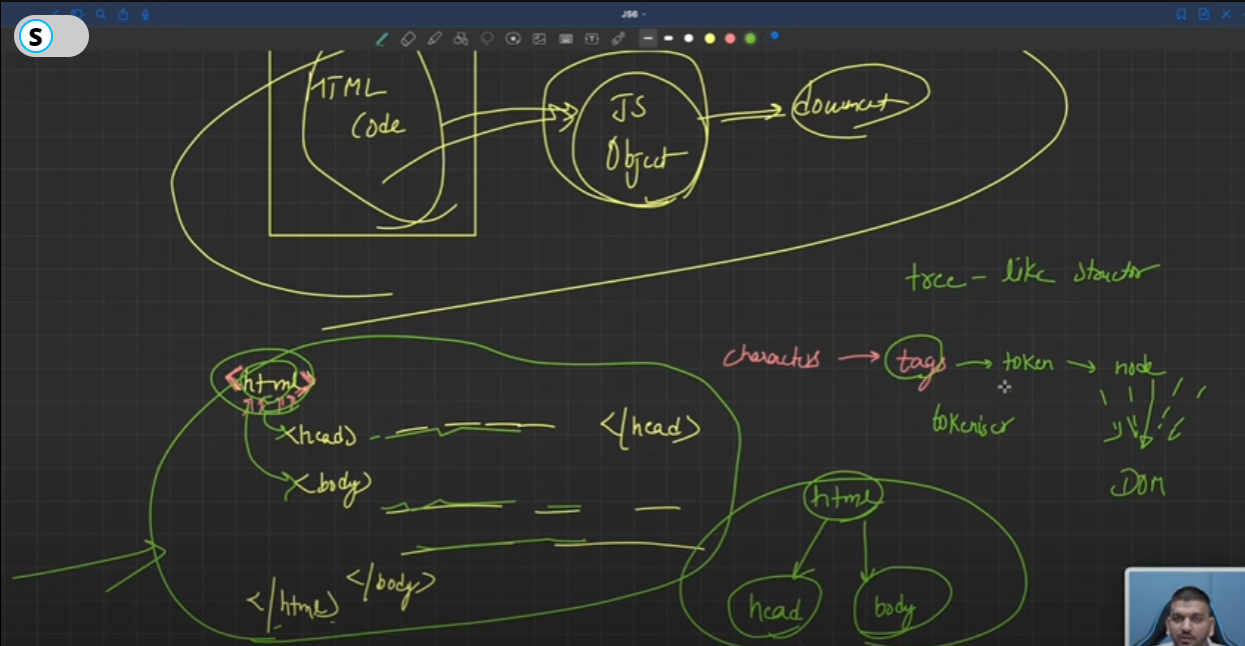 JS6
S
HTML
Code
JS
Object
document
tree - like structor
characters → tags → token → node
tokeniser
DOM
<html>
<head>
</head>
<body>
</body>
</html>
html
head
body